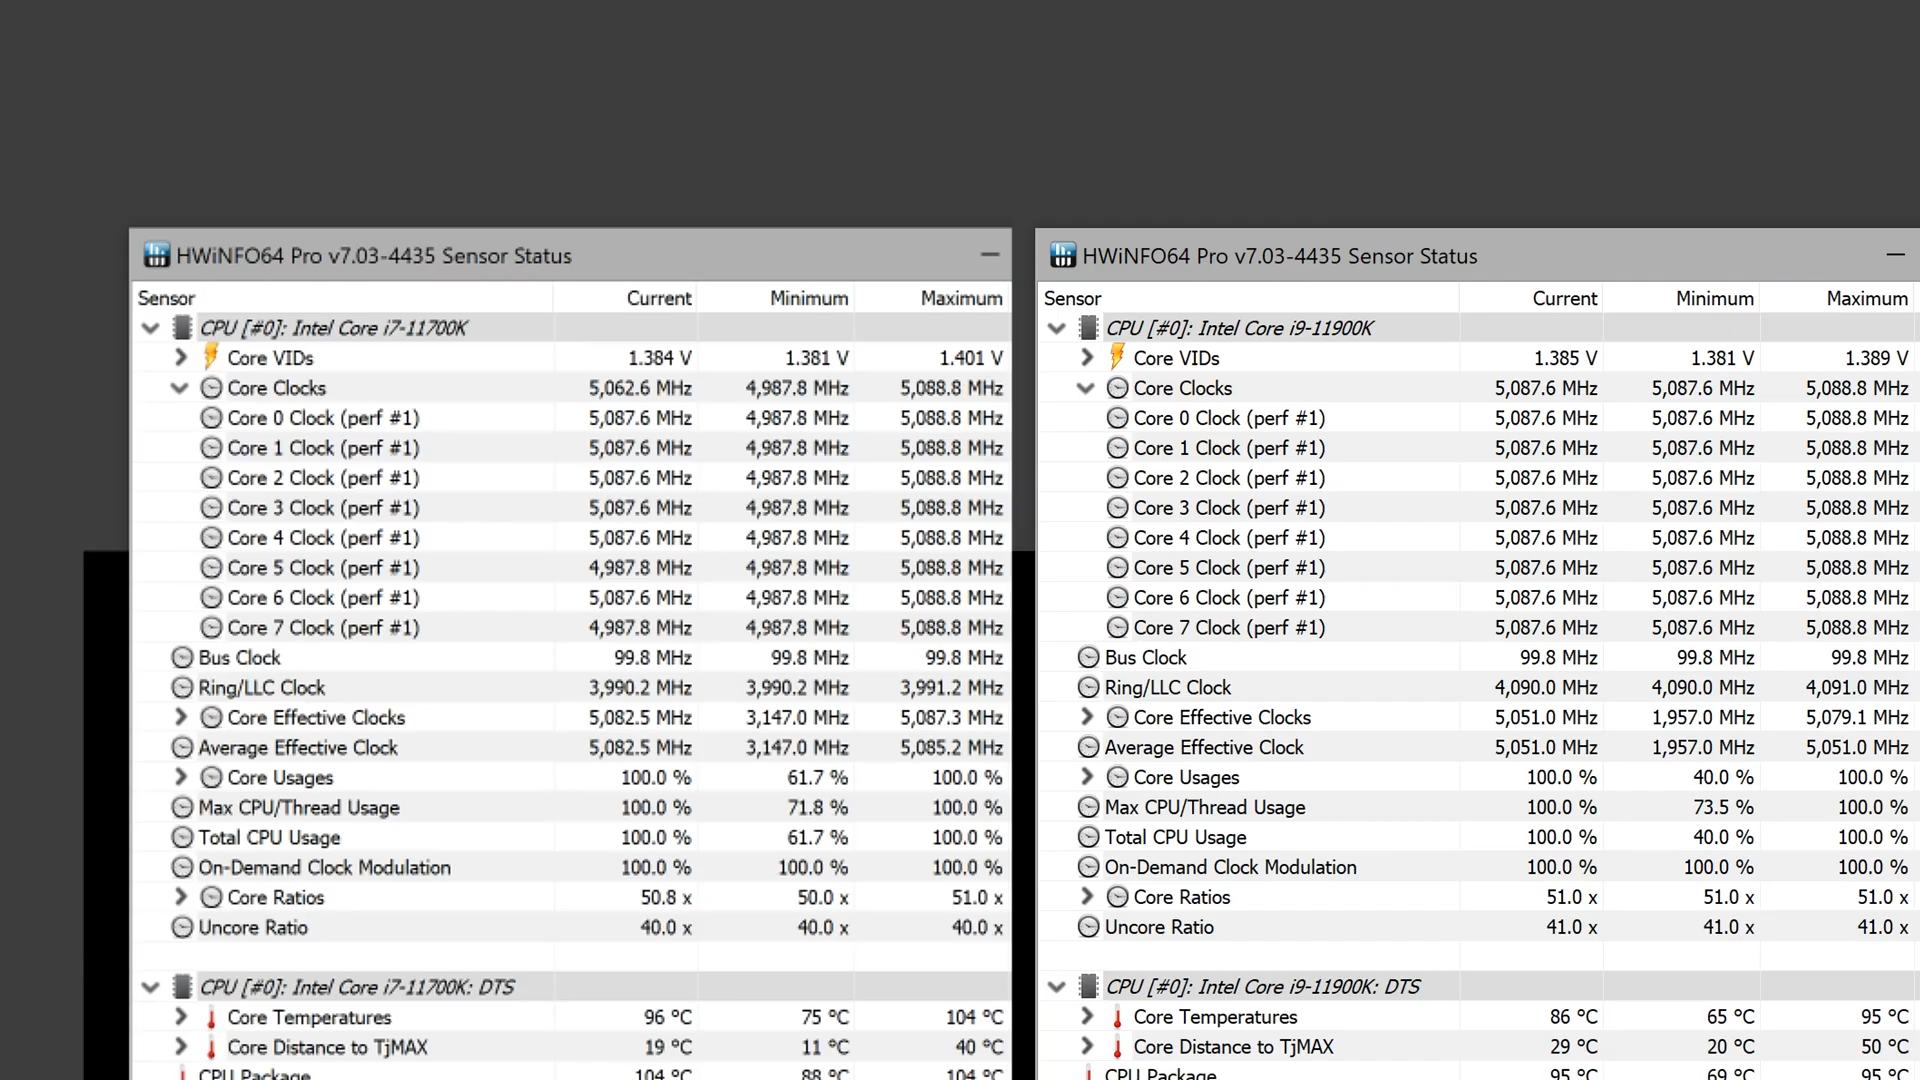 HWiNFO64 Pro v7.03-4435 Sensor Status
Sensor Current Minimum Maximum
CPU [#0]: Intel Core i7-11700K
Core VIDs 1.384 V 1.381 V 1.401 V
Core Clocks 5,062.6 MHz 4,987.8 MHz 5,088.8 MHz
Core 0 Clock (perf #1) 5,087.6 MHz 4,987.8 MHz 5,088.8 MHz
Core 1 Clock (perf #1) 5,087.6 MHz 4,987.8 MHz 5,088.8 MHz
Core 2 Clock (perf #1) 5,087.6 MHz 4,987.8 MHz 5,088.8 MHz
Core 3 Clock (perf #1) 5,087.6 MHz 4,987.8 MHz 5,088.8 MHz
Core 4 Clock (perf #1) 5,087.6 MHz 4,987.8 MHz 5,088.8 MHz
Core 5 Clock (perf #1) 4,987.8 MHz 4,987.8 MHz 5,088.8 MHz
Core 6 Clock (perf #1) 5,087.6 MHz 4,987.8 MHz 5,088.8 MHz
Core 7 Clock (perf #1) 4,987.8 MHz 4,987.8 MHz 5,088.8 MHz
Bus Clock 99.8 MHz 99.8 MHz 99.8 MHz
Ring/LLC Clock 3,990.2 MHz 3,990.2 MHz 3,991.2 MHz
Core Effective Clocks 5,082.5 MHz 3,147.0 MHz 5,087.3 MHz
Average Effective Clock 5,082.5 MHz 3,147.0 MHz 5,085.2 MHz
Core Usages 100.0 % 61.7 % 100.0 %
Max CPU/Thread Usage 100.0 % 71.8 % 100.0 %
Total CPU Usage 100.0 % 61.7 % 100.0 %
On-Demand Clock Modulation 100.0 % 100.0 % 100.0 %
Core Ratios 50.8 x 50.0 x 51.0 x
Uncore Ratio 40.0 x 40.0 x 40.0 x
CPU [#0]: Intel Core i7-11700K: DTS
Core Temperatures 96 °C 75 °C 104 °C
Core Distance to TjMAX 19 °C 11 °C 40 °C
CPU Package 104 °C 88 °C 104 °C
HWiNFO64 Pro v7.03-4435 Sensor Status
Sensor Current Minimum Maximum
CPU [#0]: Intel Core i9-11900K
Core VIDs 1.385 V 1.381 V 1.389 V
Core Clocks 5,087.6 MHz 5,087.6 MHz 5,088.8 MHz
Core 0 Clock (perf #1) 5,087.6 MHz 5,087.6 MHz 5,088.8 MHz
Core 1 Clock (perf #1) 5,087.6 MHz 5,087.6 MHz 5,088.8 MHz
Core 2 Clock (perf #1) 5,087.6 MHz 5,087.6 MHz 5,088.8 MHz
Core 3 Clock (perf #1) 5,087.6 MHz 5,087.6 MHz 5,088.8 MHz
Core 4 Clock (perf #1) 5,087.6 MHz 5,087.6 MHz 5,088.8 MHz
Core 5 Clock (perf #1) 5,087.6 MHz 5,087.6 MHz 5,088.8 MHz
Core 6 Clock (perf #1) 5,087.6 MHz 5,087.6 MHz 5,088.8 MHz
Core 7 Clock (perf #1) 5,087.6 MHz 5,087.6 MHz 5,088.8 MHz
Bus Clock 99.8 MHz 99.8 MHz 99.8 MHz
Ring/LLC Clock 4,090.0 MHz 4,090.0 MHz 4,091.0 MHz
Core Effective Clocks 5,051.0 MHz 1,957.0 MHz 5,079.1 MHz
Average Effective Clock 5,051.0 MHz 1,957.0 MHz 5,051.0 MHz
Core Usages 100.0 % 40.0 % 100.0 %
Max CPU/Thread Usage 100.0 % 73.5 % 100.0 %
Total CPU Usage 100.0 % 40.0 % 100.0 %
On-Demand Clock Modulation 100.0 % 100.0 % 100.0 %
Core Ratios 51.0 x 51.0 x 51.0 x
Uncore Ratio 41.0 x 41.0 x 41.0 x
CPU [#0]: Intel Core i9-11900K: DTS
Core Temperatures 86 °C 65 °C 95 °C
Core Distance to TjMAX 29 °C 20 °C 50 °C
CPU Package 95 °C 69 °C 95 °C